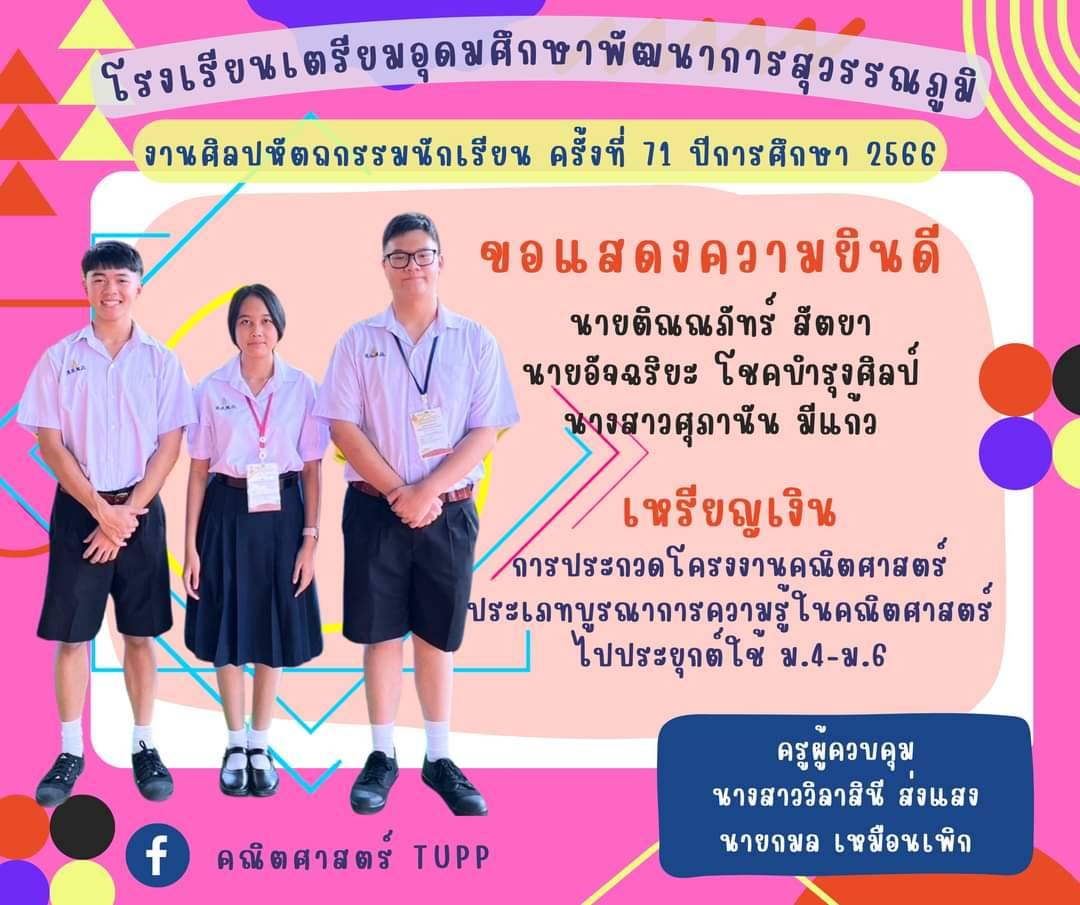 โรงเรียนเตรียมอุดมศึกษาพัฒนาการสุวรรณภูมิ
งานศิลปหัตถกรรมนักเรียน ครั้งที่ 71 ปีการศึกษา 2566
ขอแสดงความยินดี
นายติณณภัทร์ สัตยา
นายอัจฉริยะ โชคบำรุงศิลป์
นางสาวศุภานัน มีแก้ว
เหรียญเงิน
การประกวดโครงงานคณิตศาสตร์
ประเภทบูรณาการความรู้ในคณิตศาสตร์
ไปประยุกต์ใช้ ม.4-ม.6
ครูผู้ควบคุม
นางสาววิลาสินี ส่งแสง
นายกมล เหมือนเพิก
คณิตศาสตร์ TUPP